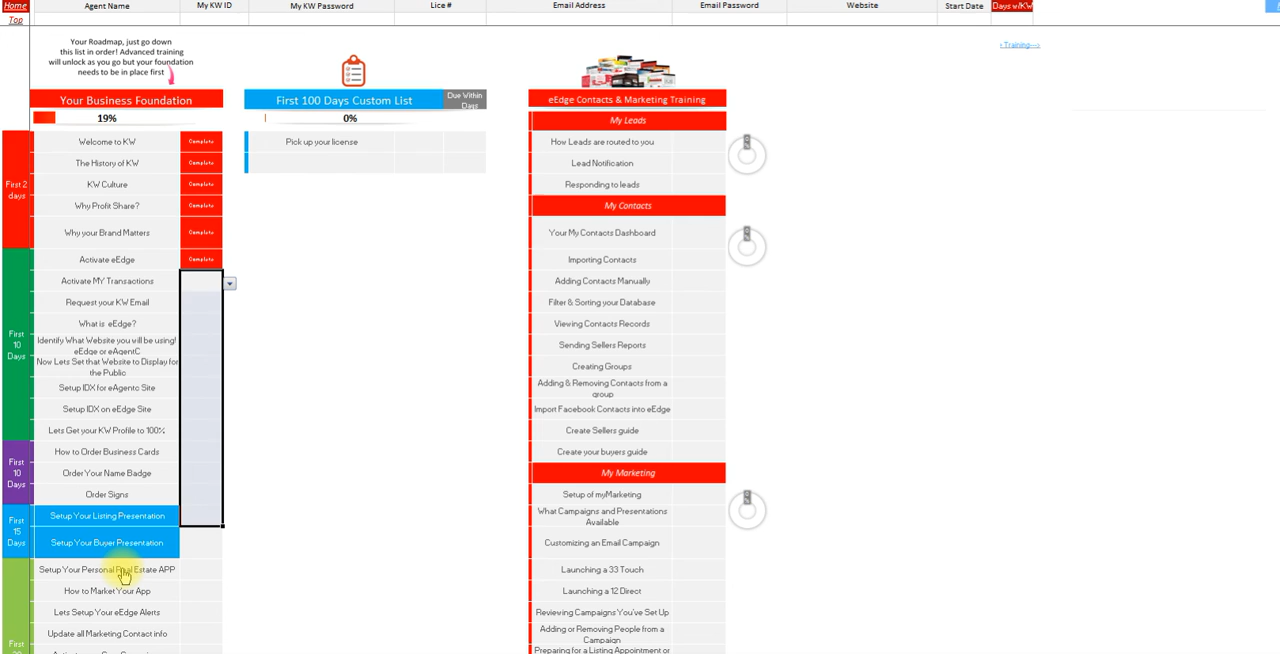 Home
Agent Name
My KW ID
My KW Password
Lice #
Email Address
Email Password
Website
Start Date
Days w/KW
Top
Your Roadmap, just go down
this list in order! Advanced training
will unlock as you go but your foundation
needs to be in place first
‹ Training--->
Your Business Foundation
19%
First 2
days
Welcome to KW
Complete
The History of KW
Complete
KW Culture
Complete
Why Profit Share?
Complete
Why your Brand Matters
Complete
Activate eEdge
Complete
First
10
Days
Activate MY Transactions
Request your KW Email
What is eEdge?
Identify What Website you will be using!
eEdge or eAgentC
Now Lets Set that Website to Display for
the Public
Setup IDX for eAgentc Site
Setup IDX on eEdge Site
Lets Get your KW Profile to 100%
First
10
Days
How to Order Business Cards
Order Your Name Badge
Order Signs
First
15
Days
Setup Your Listing Presentation
Setup Your Buyer Presentation
First
Setup Your Personal Real Estate APP
How to Market Your App
Lets Setup Your eEdge Alerts
Update all Marketing Contact info
First 100 Days Custom List
Due Within
Days
0%
Pick up your license
eEdge Contacts & Marketing Training
My Leads
How Leads are routed to you
Lead Notification
Responding to leads
My Contacts
Your My Contacts Dashboard
Importing Contacts
Adding Contacts Manually
Filter & Sorting your Database
Viewing Contacts Records
Sending Sellers Reports
Creating Groups
Adding & Removing Contacts from a
group
Import Facebook Contacts into eEdge
Create Sellers guide
Create your buyers guide
My Marketing
Setup of myMarketing
What Campaigns and Presentations
Available
Customizing an Email Campaign
Launching a 33 Touch
Launching a 12 Direct
Reviewing Campaigns You've Set Up
Adding or Removing People from a
Campaign
Preparing for a Listing Appointment or